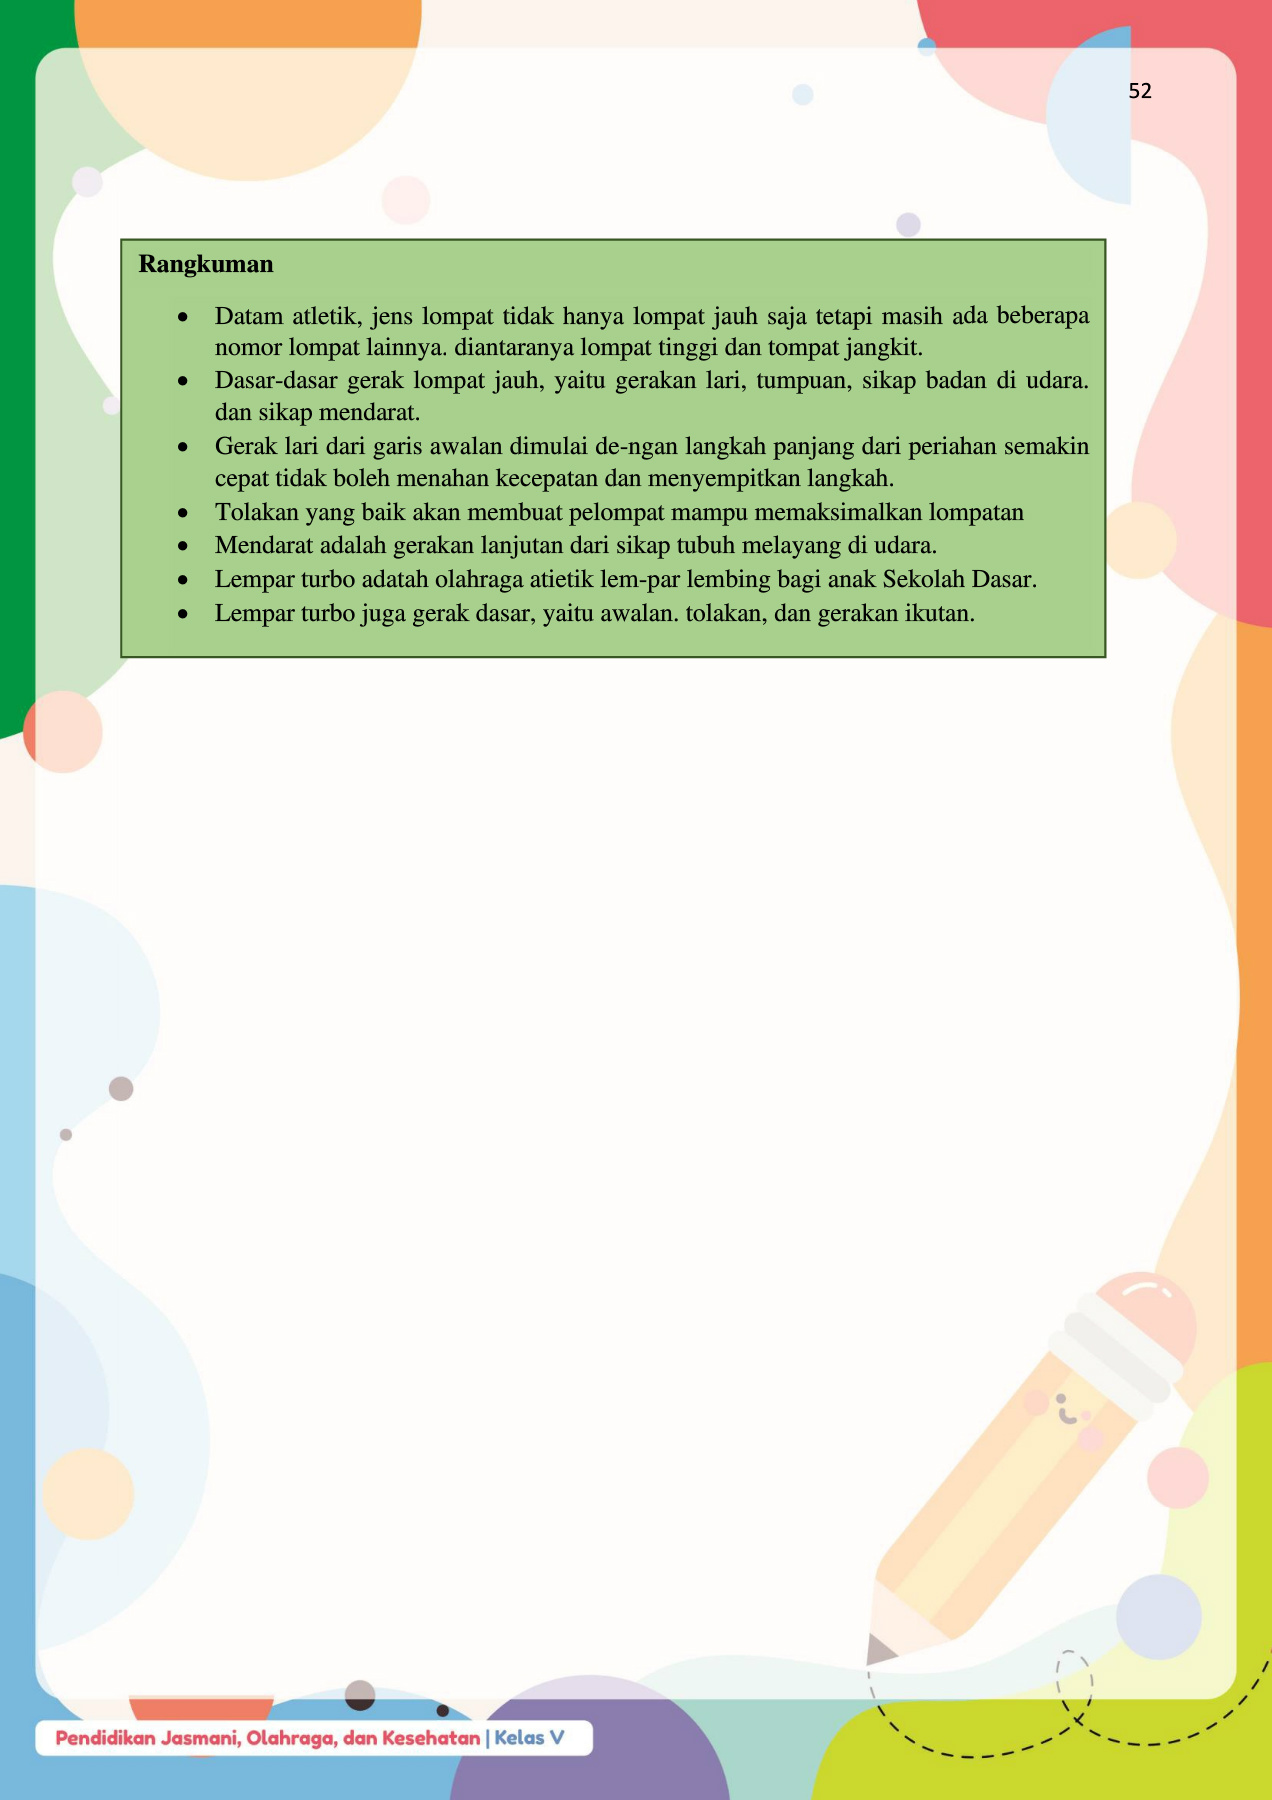 52
Rangkuman
• Datam atletik, jens lompat tidak hanya lompat jauh saja tetapi masih ada beberapa
nomor lompat lainnya. diantaranya lompat tinggi dan tompat jangkit.
• Dasar-dasar gerak lompat jauh, yaitu gerakan lari, tumpuan, sikap badan di udara.
dan sikap mendarat.
• Gerak lari dari garis awalan dimulai de-ngan langkah panjang dari periahan semakin
cepat tidak boleh menahan kecepatan dan menyempitkan langkah.
• Tolakan yang baik akan membuat pelompat mampu memaksimalkan lompatan
• Mendarat adalah gerakan lanjutan dari sikap tubuh melayang di udara.
• Lempar turbo adatah olahraga atietik lem-par lembing bagi anak Sekolah Dasar.
• Lempar turbo juga gerak dasar, yaitu awalan. tolakan, dan gerakan ikutan.
Pendidikan Jasmani, Olahraga, dan Kesehatan | Kelas V